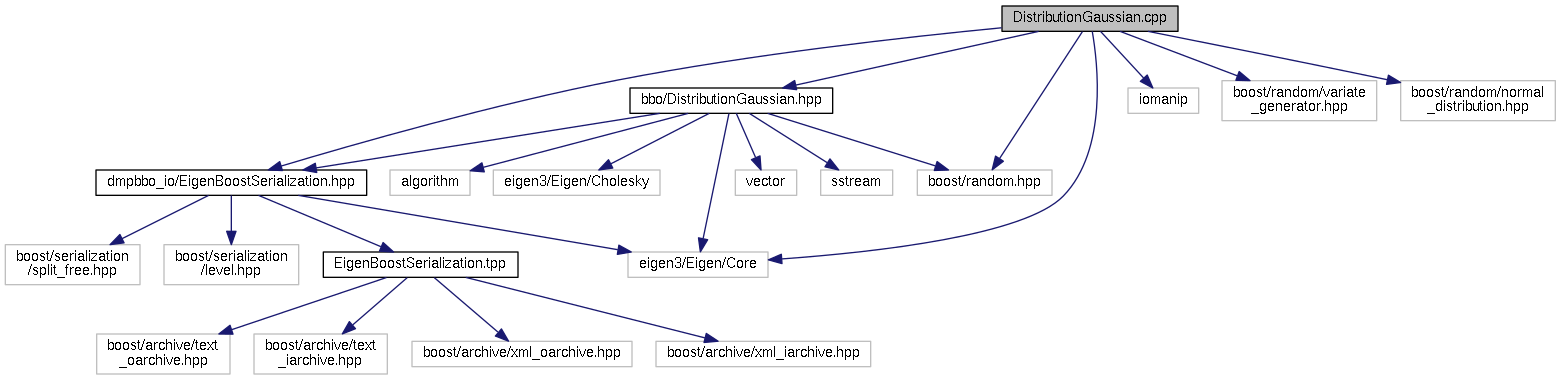 DistributionGaussian.cpp
bbo/DistributionGaussian.hpp
iomanip
boost/random/variate
_generator.hpp
boost/random/normal
_distribution.hpp
dmpbbo_io/EigenBoostSerialization.hpp
algorithm
eigen3/Eigen/Cholesky
vector
sstream
boost/random.hpp
boost/serialization
/split_free.hpp
boost/serialization
/level.hpp
EigenBoostSerialization.tpp
eigen3/Eigen/Core
boost/archive/text
_oarchive.hpp
boost/archive/text
_iarchive.hpp
boost/archive/xml_oarchive.hpp
boost/archive/xml_iarchive.hpp